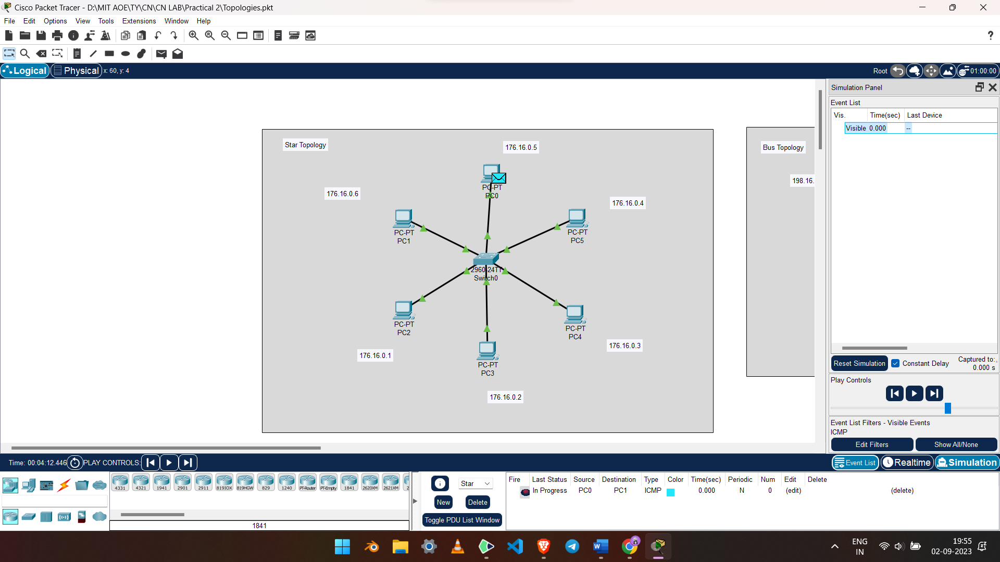 Cisco Packet Tracer - D:\MIT AOE\TY\CN\CN LAB\Practical 2\Topologies.pkt
File Edit Options View Tools Extensions Window Help
?
Logical Physical x: 60, y: 4 Root 01:00:00
Simulation Panel
Event List
Vis. Time(sec) Last Device
Visible 0.000 --
Star Topology
176.16.0.5
Bus Topology
198.16.
176.16.0.6
PC-PT
PC0
176.16.0.4
PC-PT
PC1
PC-PT
PC5
2960-24TT
Switch0
PC-PT
PC2
PC-PT
PC4
176.16.0.3
176.16.0.1
PC-PT
PC3
176.16.0.2
Reset Simulation Constant Delay Captured to:
0.000 s
Play Controls
Event List Filters - Visible Events
ICMP
Edit Filters Show All/None
Time: 00:04:12.446 PLAY CONTROLS: Event List Realtime Simulation
4331 4321 1941 2901 2911 819IOX 819HGW 829 1240 PT-Router PT-Empty 1841 2620XM 2621XM 2
1841
Star
New Delete
Toggle PDU List Window
Fire Last Status Source Destination Type Color Time(sec) Periodic Num Edit Delete
In Progress PC0 PC1 ICMP 0.000 N 0 (edit) (delete)
ENG
IN
19:55
02-09-2023